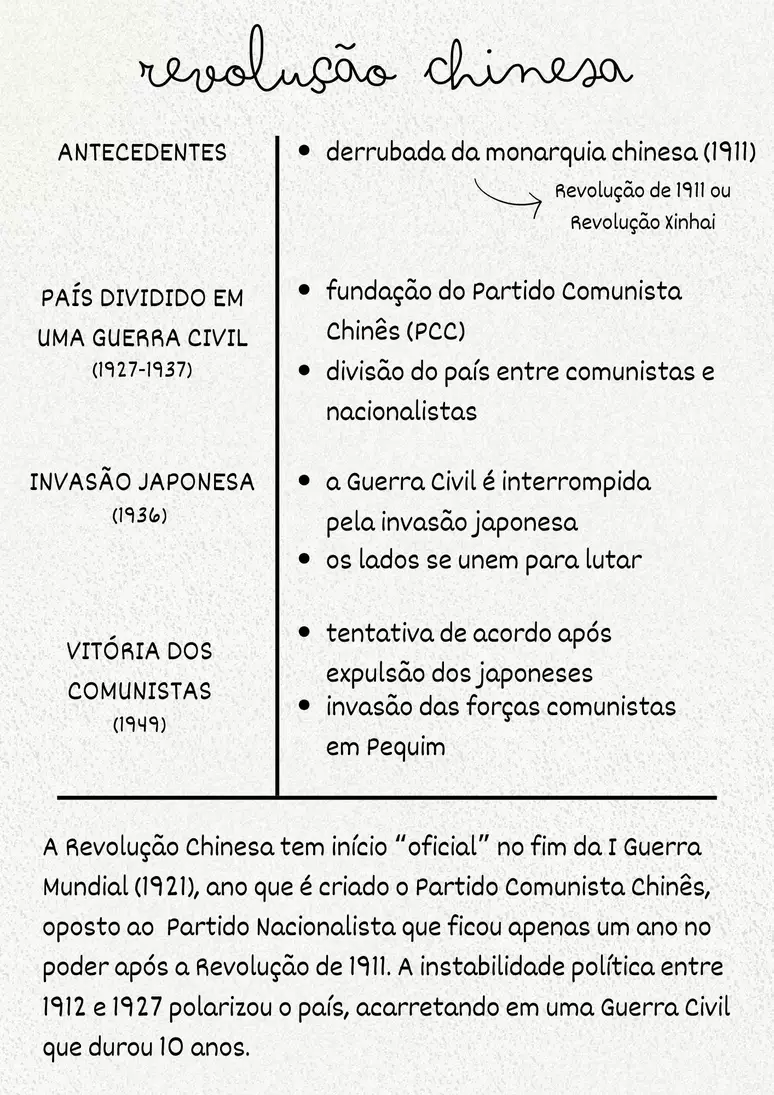 revolução chinesa
ANTECEDENTES
• derrubada da monarquia chinesa (1911)
Revolução de 1911 ou
Revolução Xinhai
PAÍS DIVIDIDO EM
UMA GUERRA CIVIL
(1927-1937)
• fundação do Partido Comunista
Chinês (PCC)
• divisão do país entre comunistas e
nacionalistas
INVASÃO JAPONESA
(1936)
• a Guerra Civil é interrompida
pela invasão japonesa
• os lados se unem para lutar
VITÓRIA DOS
COMUNISTAS
(1949)
• tentativa de acordo após
expulsão dos japoneses
• invasão das forças comunistas
em Pequim
A Revolução Chinesa tem início “oficial” no fim da I Guerra
Mundial (1921), ano que é criado o Partido Comunista Chinês,
oposto ao Partido Nacionalista que ficou apenas um ano no
poder após a Revolução de 1911. A instabilidade política entre
1912 e 1927 polarizou o país, acarretando em uma Guerra Civil
que durou 10 anos.